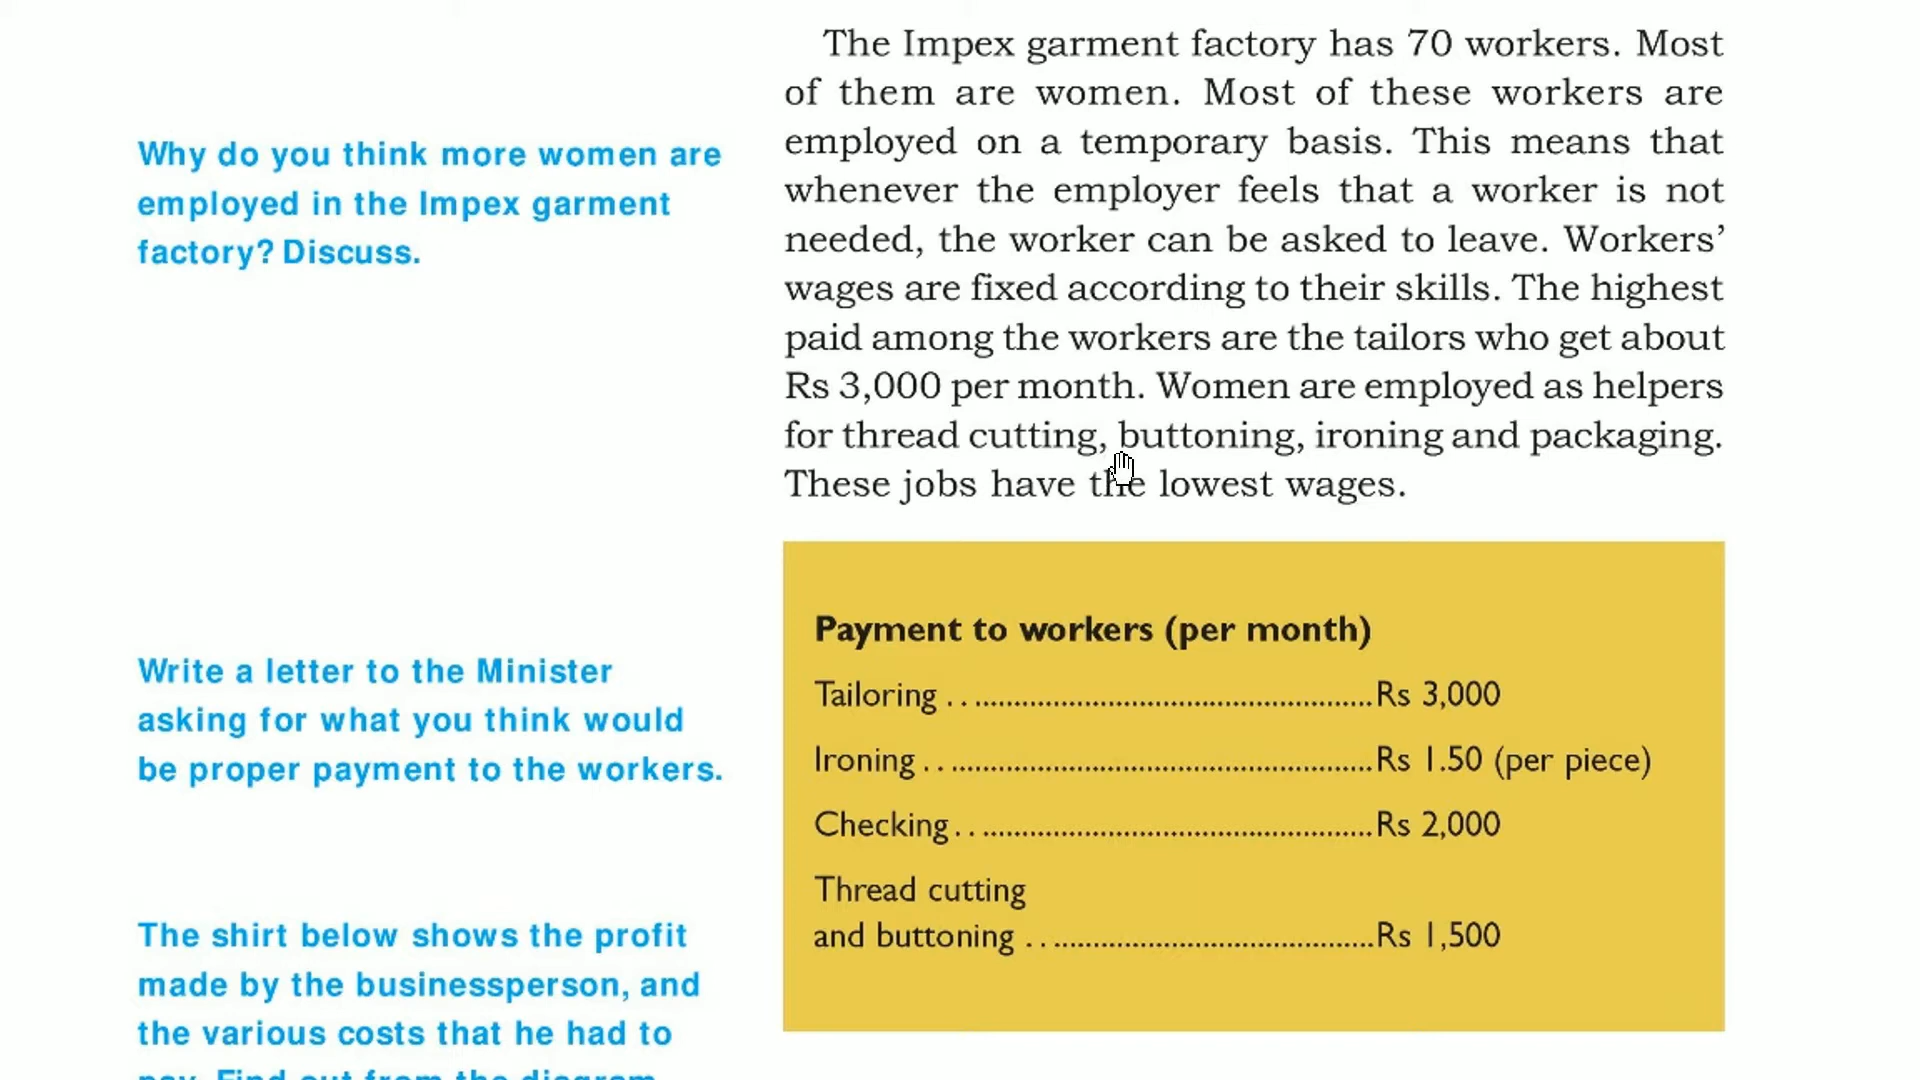 The Impex garment factory has 70 workers. Most
of them are women. Most of these workers are
employed on a temporary basis. This means that
whenever the employer feels that a worker is not
needed, the worker can be asked to leave. Workers’
wages are fixed according to their skills. The highest
paid among the workers are the tailors who get about
Rs 3,000 per month. Women are employed as helpers
for thread cutting, buttoning, ironing and packaging.
These jobs have the lowest wages.
Why do you think more women are
employed in the Impex garment
factory? Discuss.
Payment to workers (per month)
Tailoring . . ................................................... Rs 3,000
Ironing . . ...................................................... Rs 1.50 (per piece)
Checking . . .................................................. Rs 2,000
Thread cutting
and buttoning . . ......................................... Rs 1,500
Write a letter to the Minister
asking for what you think would
be proper payment to the workers.
The shirt below shows the profit
made by the businessperson, and
the various costs that he had to
pay. Find out from the diagram